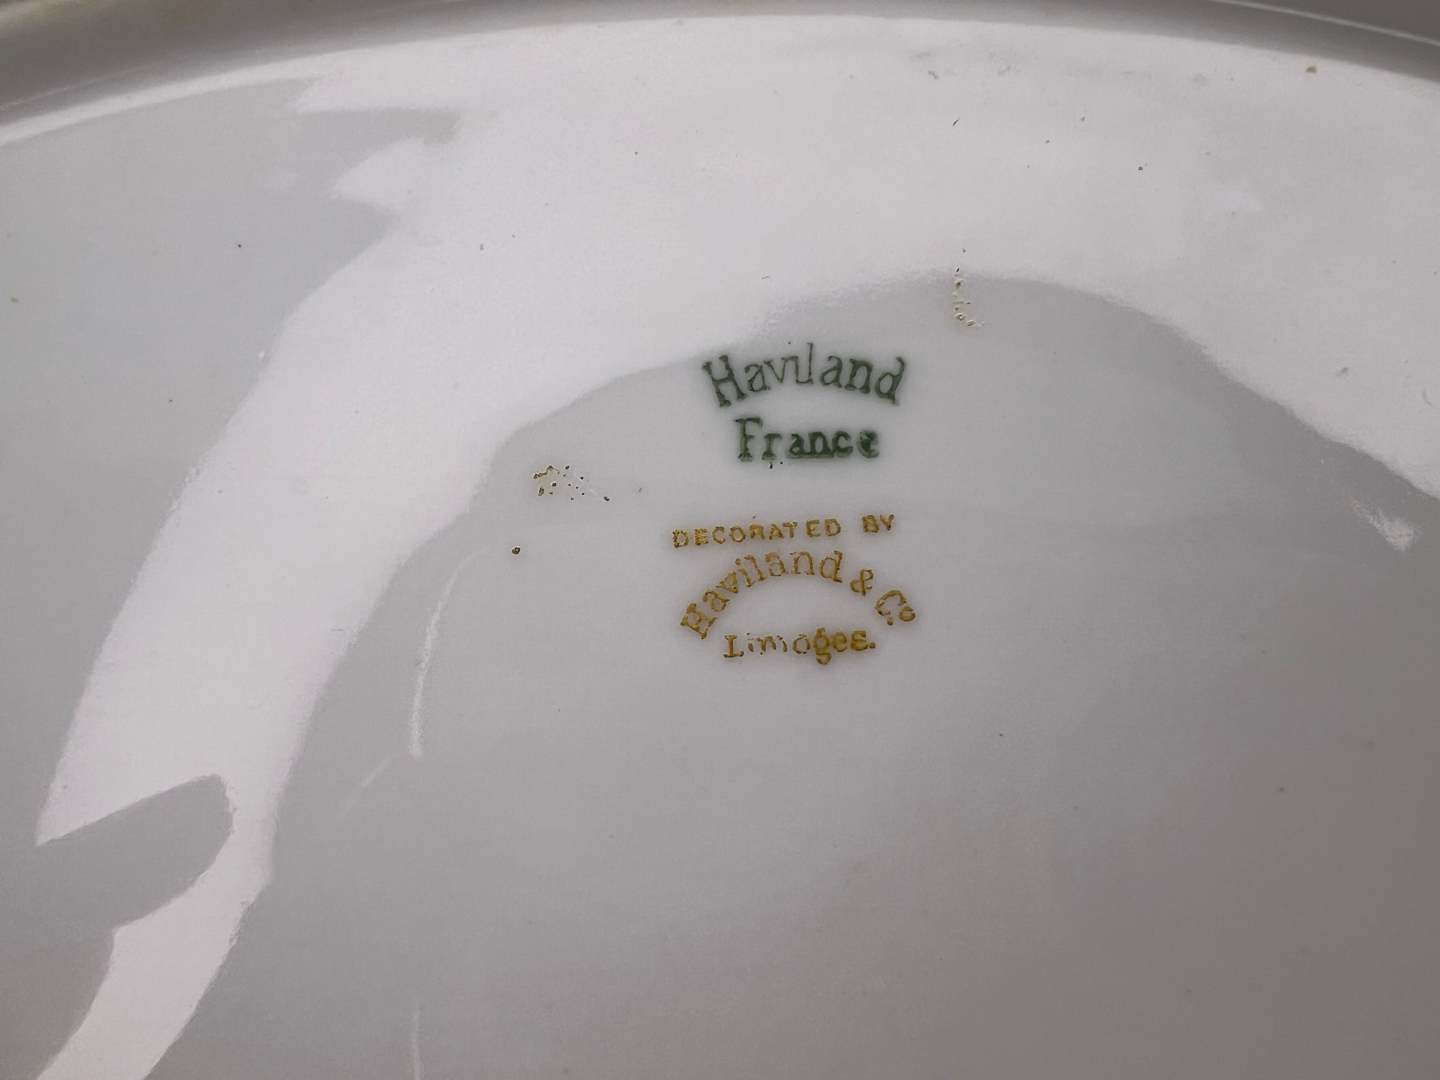 Haviland
France
DECORATED BY
Haviland & Co
Limoges.